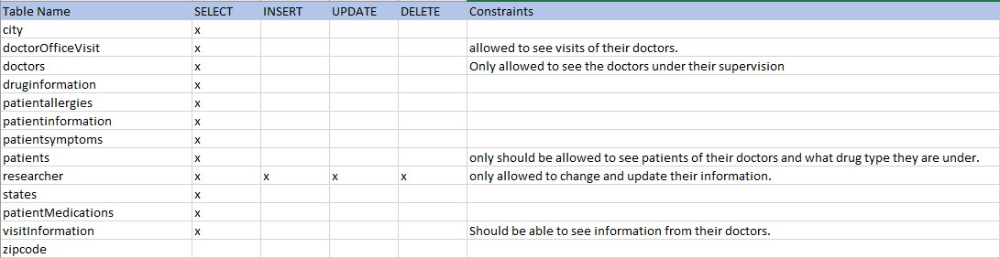 Table Name SELECT INSERT UPDATE DELETE Constraints
city x
doctorOfficeVisit x allowed to see visits of their doctors.
doctors x Only allowed to see the doctors under their supervision
druginformation x
patientallergies x
patientinformation x
patientsymptoms x
patients x only should be allowed to see patients of their doctors and what drug type they are under.
researcher x x x x only allowed to change and update their information.
states x
patientMedications x
visitInformation x Should be able to see information from their doctors.
zipcode